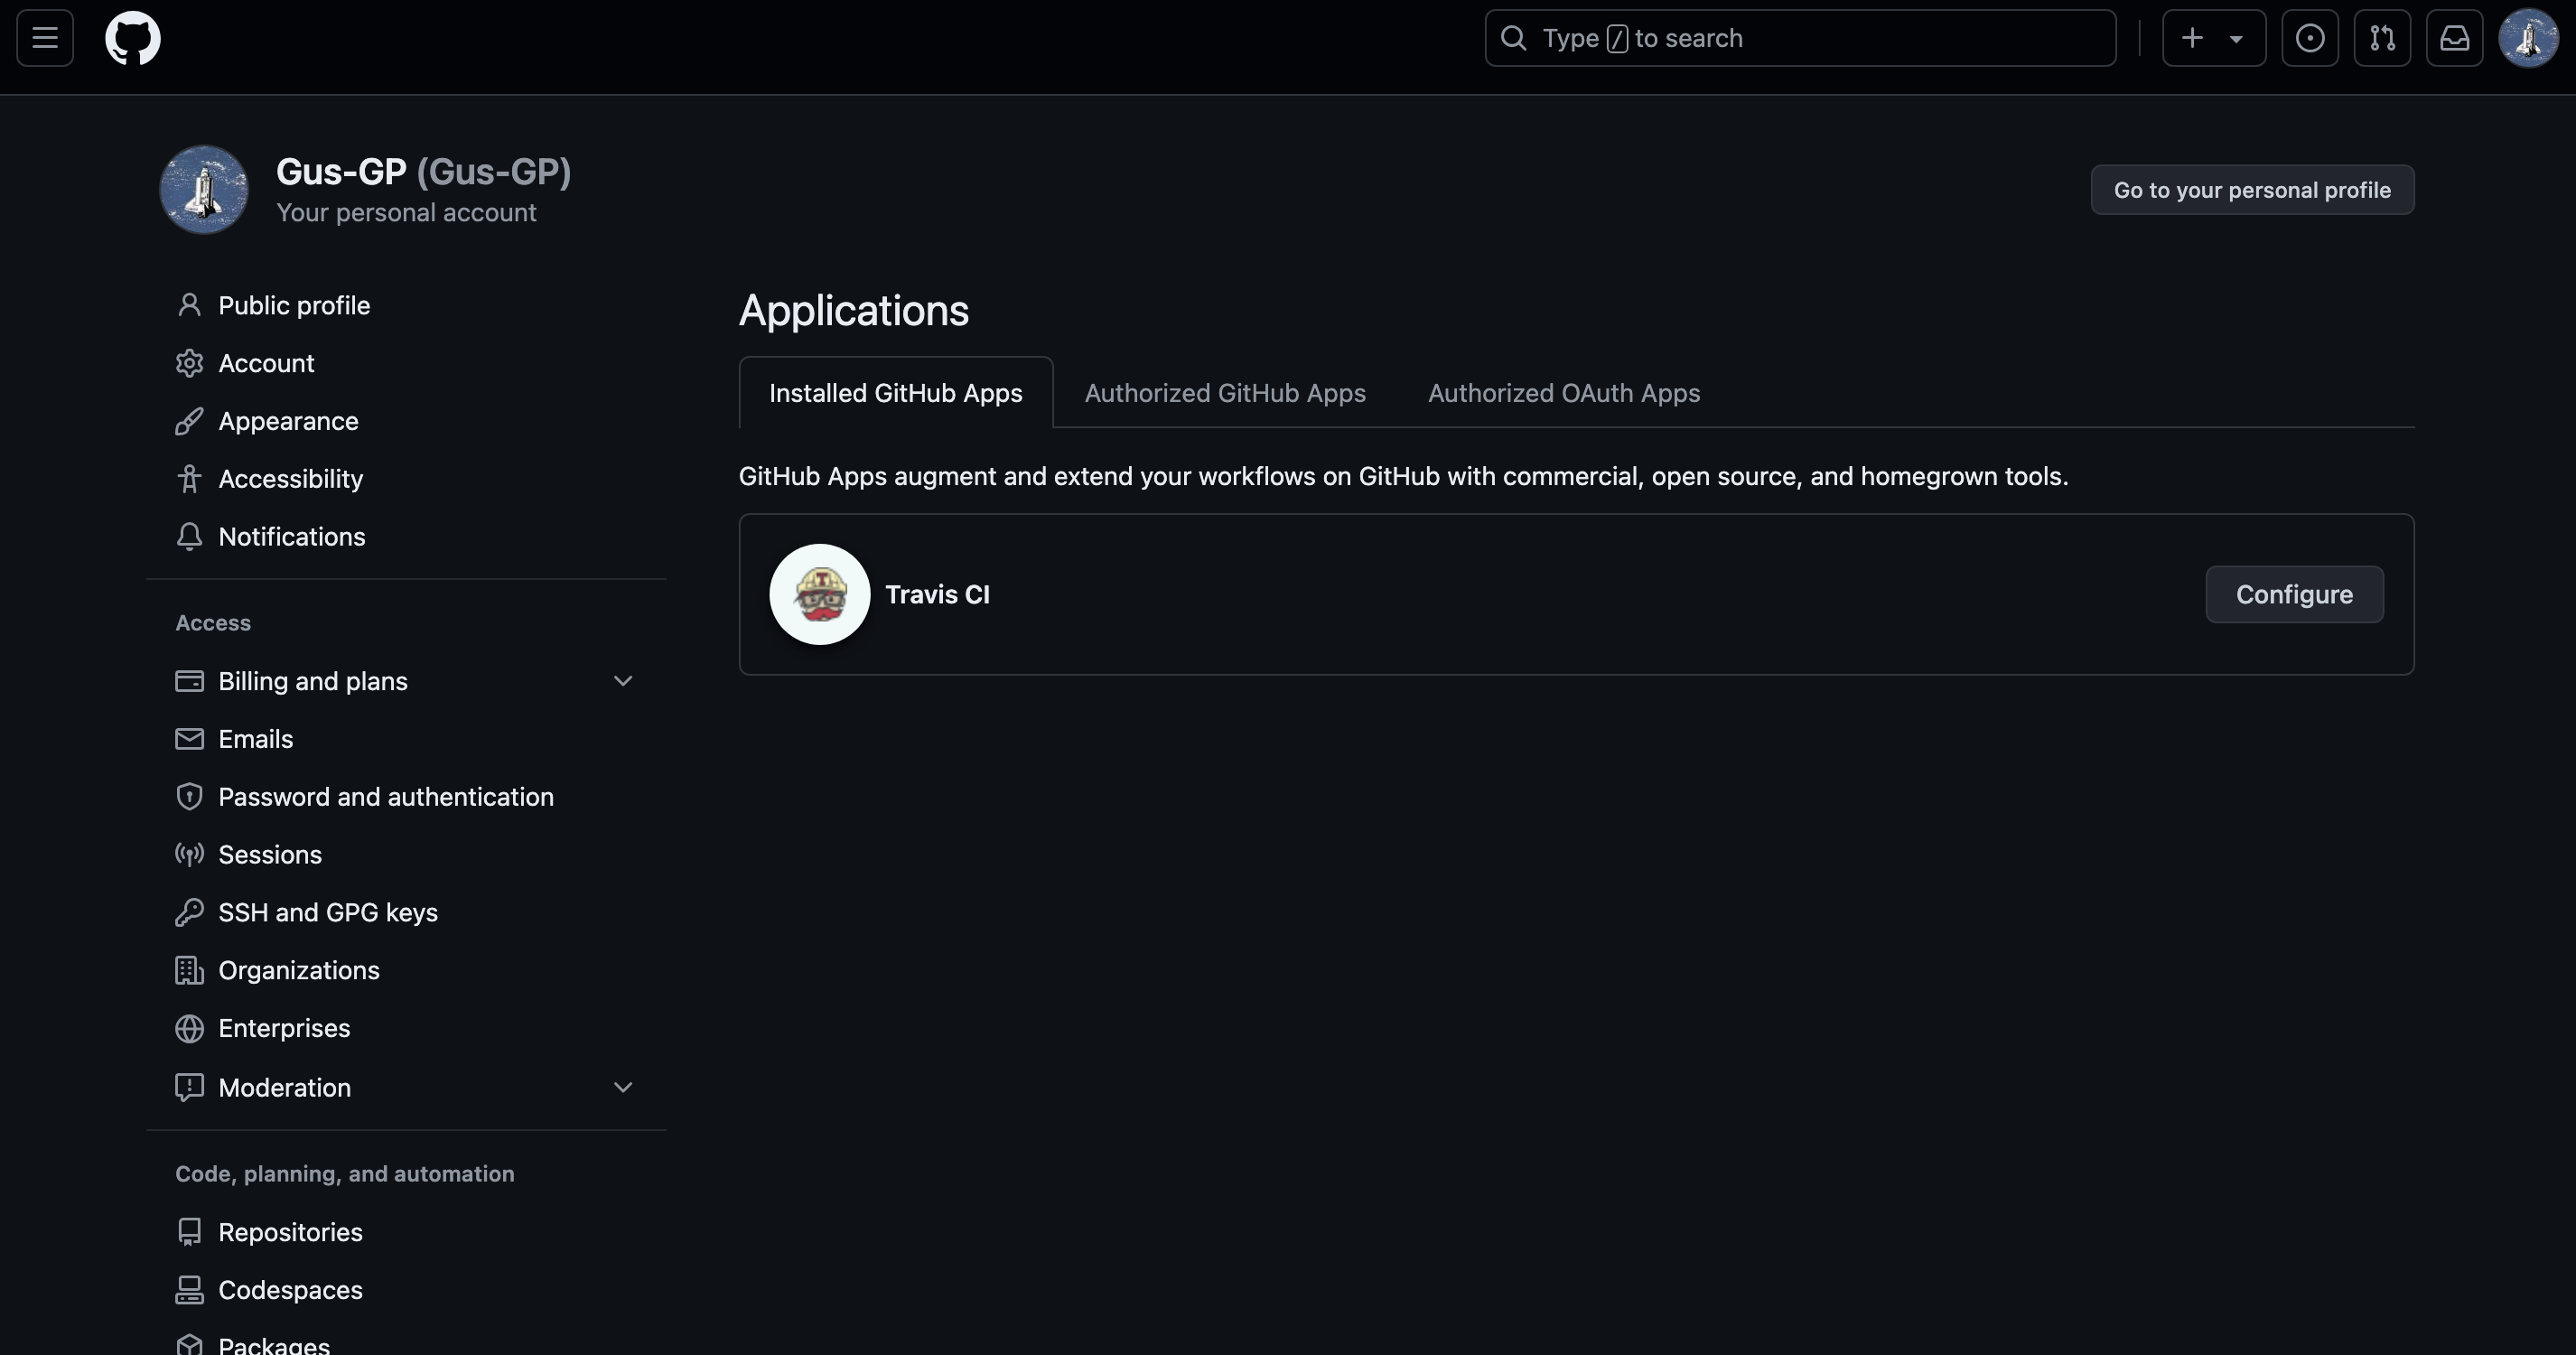 Type / to search
Gus-GP (Gus-GP)
Your personal account
Go to your personal profile
Public profile
Account
Appearance
Accessibility
Notifications
Access
Billing and plans
Emails
Password and authentication
Sessions
SSH and GPG keys
Organizations
Enterprises
Moderation
Code, planning, and automation
Repositories
Codespaces
Packages
Applications
Installed GitHub Apps
Authorized GitHub Apps
Authorized OAuth Apps
GitHub Apps augment and extend your workflows on GitHub with commercial, open source, and homegrown tools.
T
Travis CI
Configure